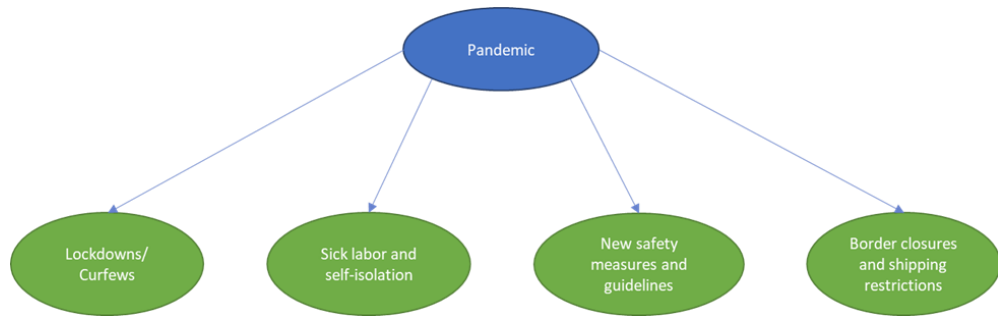 Pandemic
Lockdowns/
Curfews
Sick labor and
self-isolation
New safety
measures and
guidelines
Border closures
and shipping
restrictions